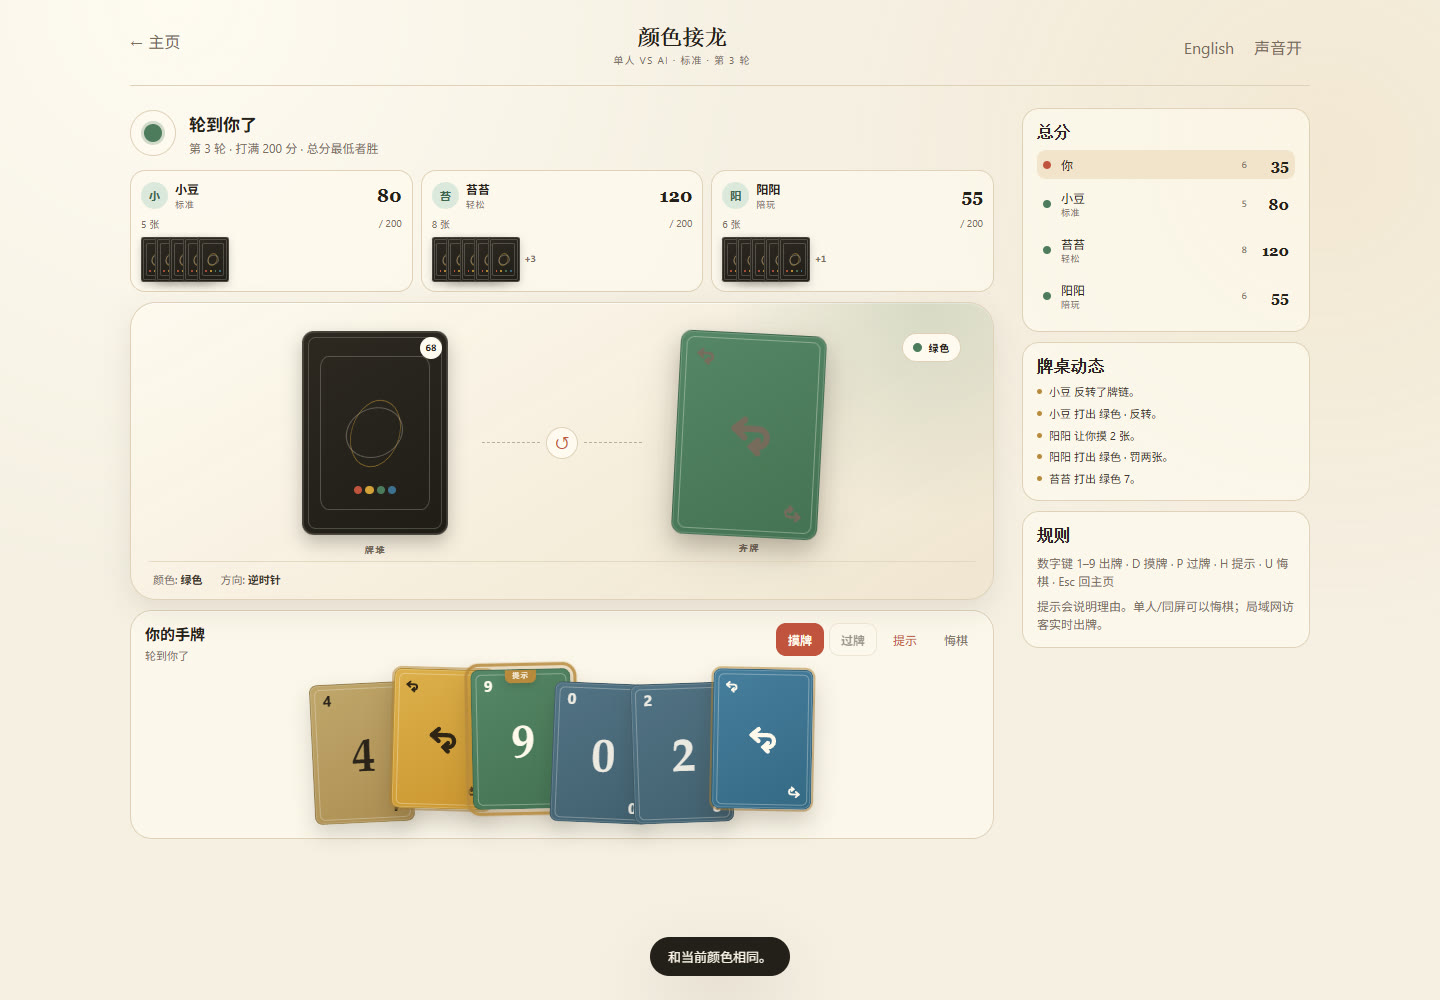 ← 主页
颜色接龙
单人 VS AI · 标准 · 第 3 轮
English 声音开
轮到你了
第 3 轮 · 打满 200 分 · 总分最低者胜
小 小豆 80
标准
5 张 / 200
苔 苔苔 120
轻松
8 张 / 200
+3
阳 阳阳 55
陪玩
6 张 / 200
+1
68
绿色
牌堆
弃牌
颜色: 绿色 方向: 逆时针
你的手牌
轮到你了
摸牌 过牌 提示 悔棋
4
4
9
提示
9
0
0
0
2
2
总分
你 6 35
小豆 5 80
标准
苔苔 8 120
轻松
阳阳 6 55
陪玩
牌桌动态
小豆 反转了牌链。
小豆 打出 绿色 · 反转。
阳阳 让你摸 2 张。
阳阳 打出 绿色 · 罚两张。
苔苔 打出 绿色 7。
规则
数字键 1–9 出牌 · D 摸牌 · P 过牌 · H 提示 · U 悔
棋 · Esc 回主页
提示会说明理由。单人/同屏可以悔棋；局域网访
客实时出牌。
和当前颜色相同。